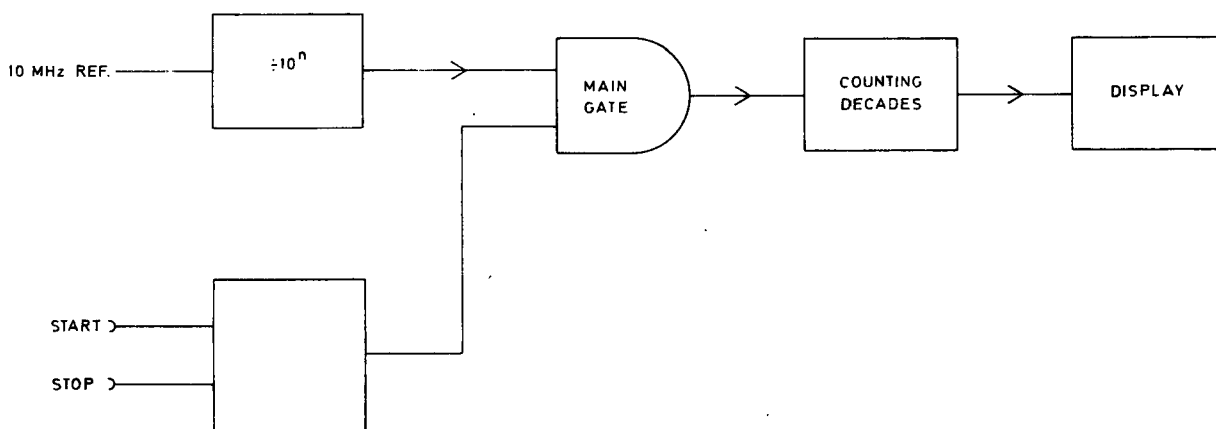 10 MHz REF.
÷10ⁿ
MAIN
GATE
COUNTING
DECADES
DISPLAY
START
STOP